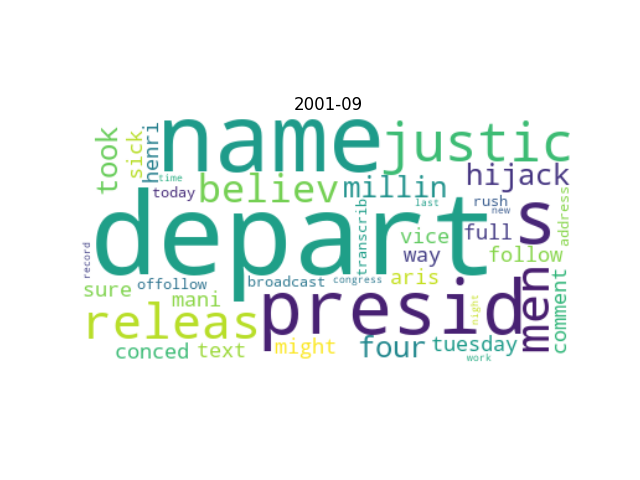 2001-09
name
justic
took
sick
henri
time
today
believ
millin
hijack
depart
s
last
rush
new
address
transcrib
vice
full
way
follow
record
sure
offollow
broadcast
congress
aris
mani
releas
presid
night
men
comment
conced
text
might
four
tuesday
work